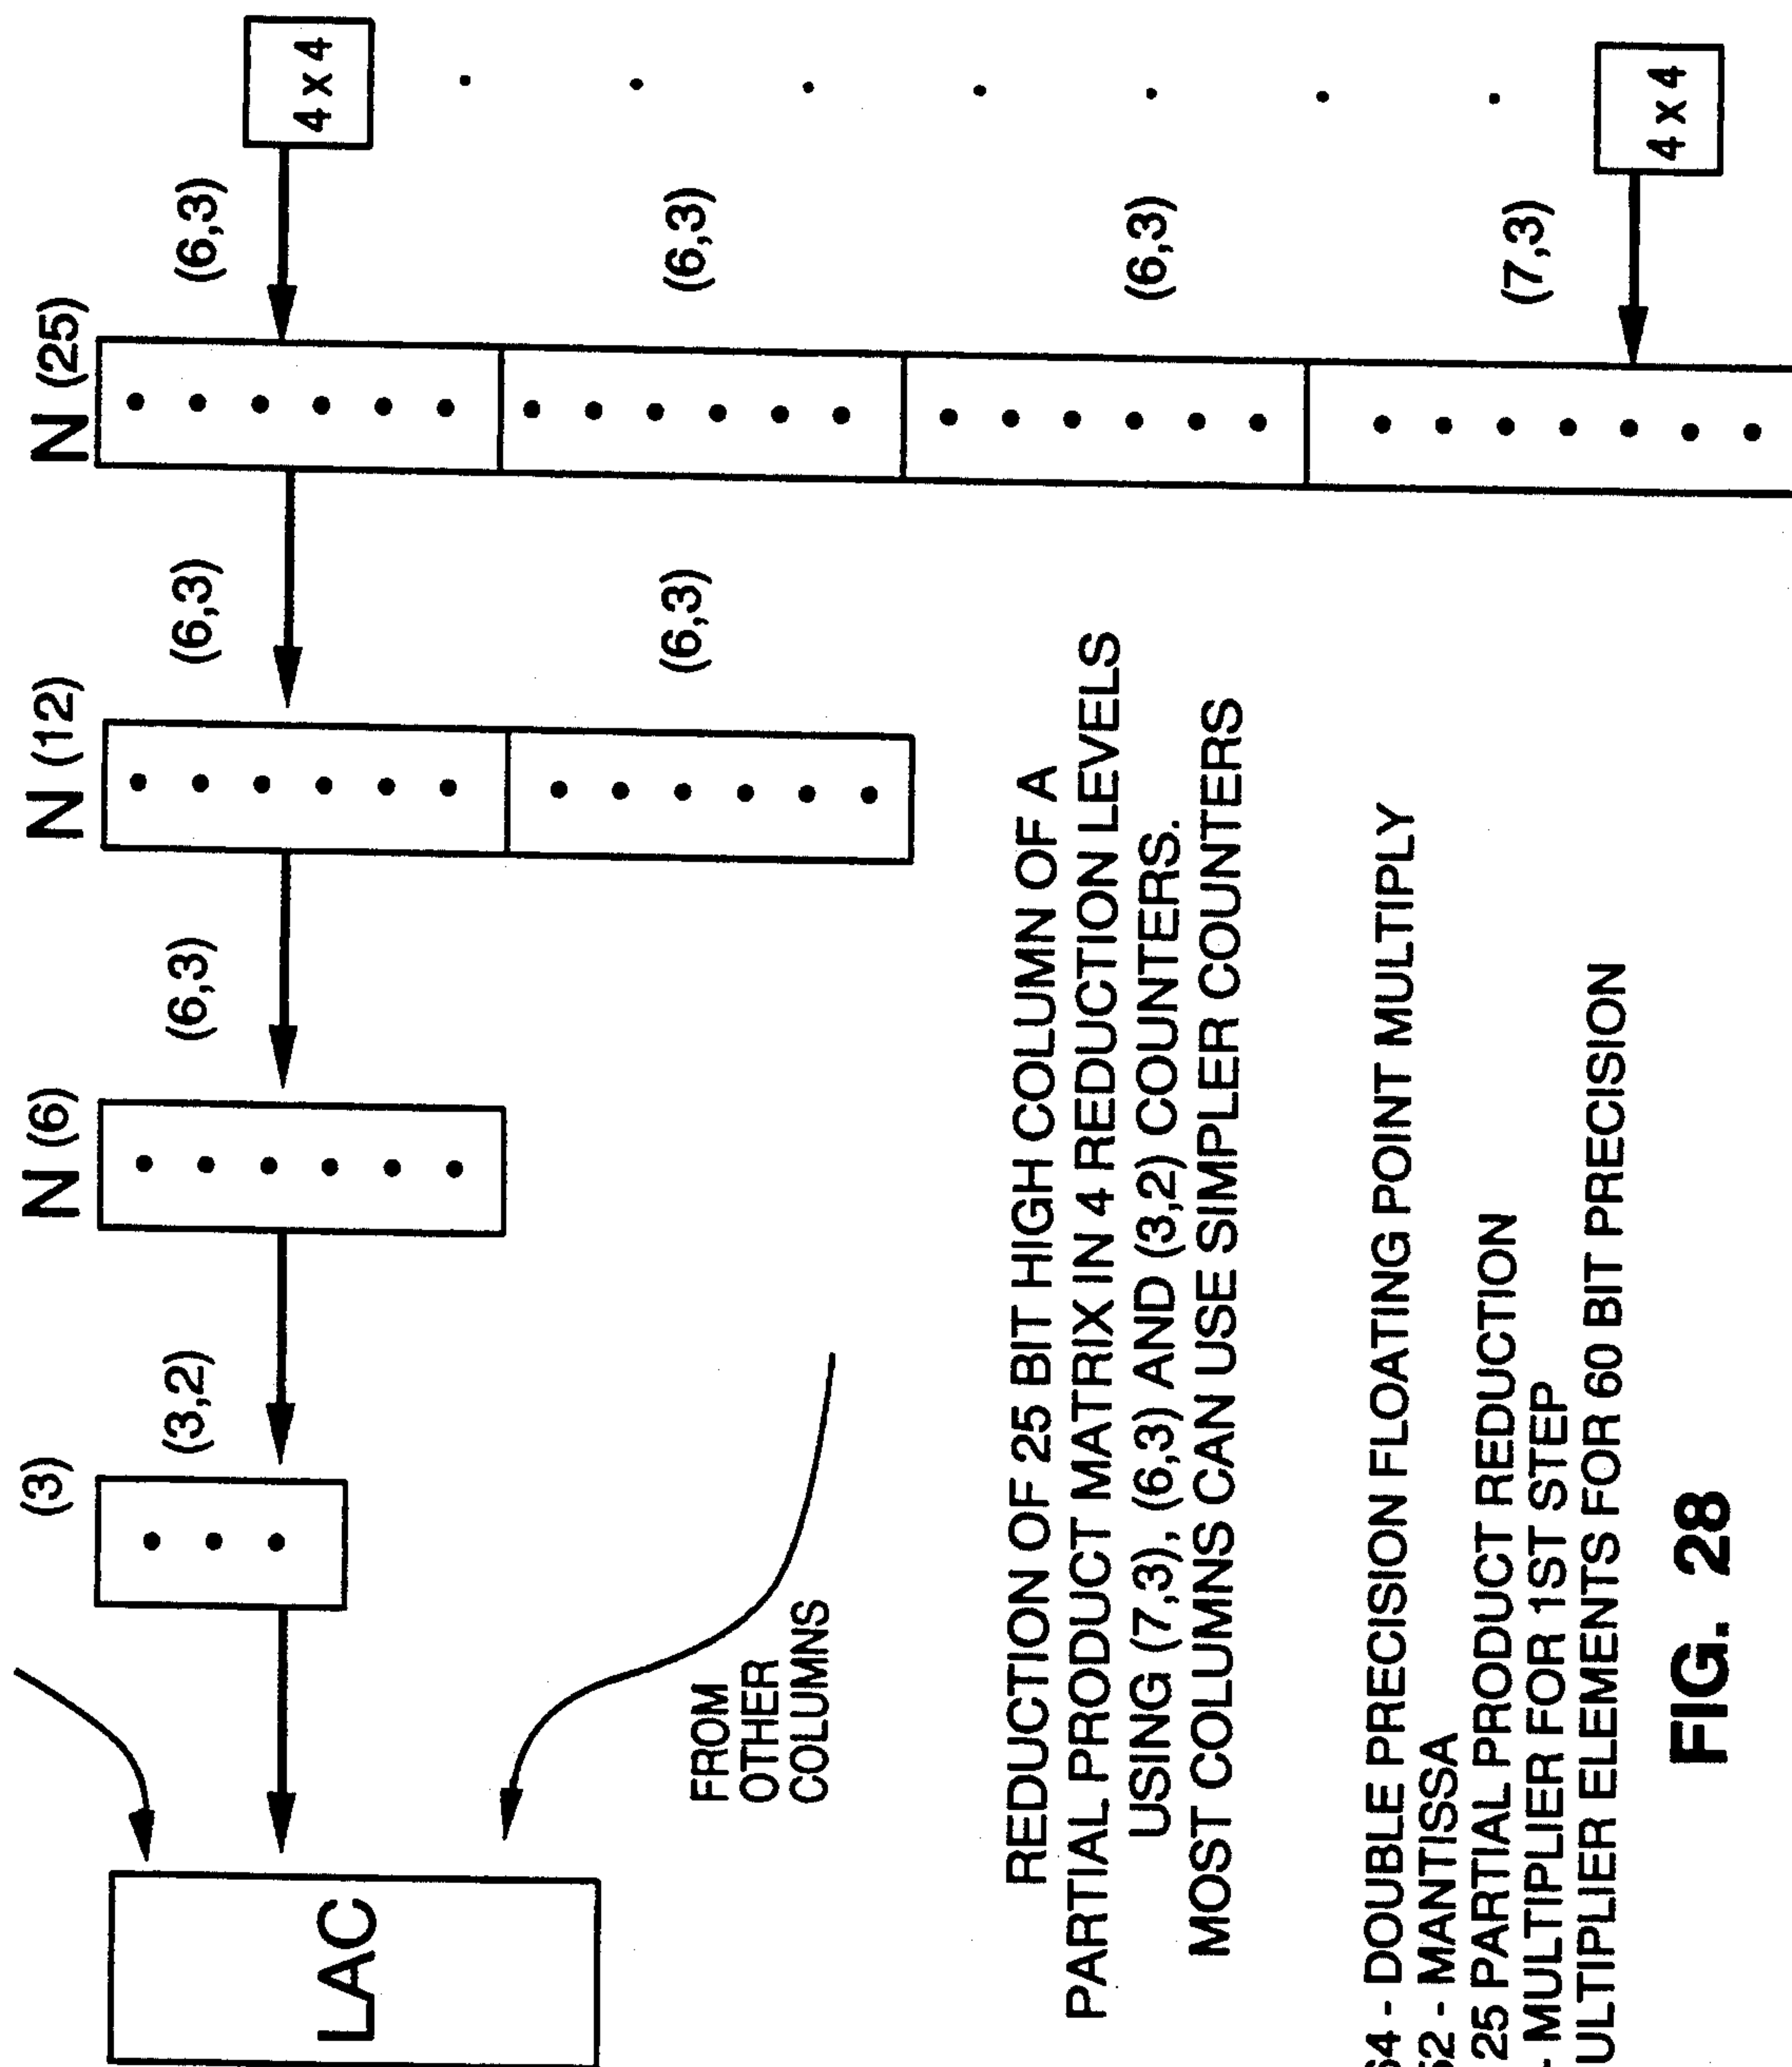 (3)
N (6)
N (12)
N (25)
(3,2)
(6,3)
(6,3)
(6,3)
LAC
4 x 4
(6,3)
(6,3)
FROM
OTHER
COLUMNS
(6,3)
(7,3)
4 x 4
REDUCTION OF 25 BIT HIGH COLUMN OF A
PARTIAL PRODUCT MATRIX IN 4 REDUCTION LEVELS
USING (7,3), (6,3) AND (3,2) COUNTERS.
MOST COLUMNS CAN USE SIMPLER COUNTERS
64 - DOUBLE PRECISION FLOATING POINT MULTIPLY
52 - MANTISSA
25 PARTIAL PRODUCT REDUCTION
- MULTIPLIER FOR 1ST STEP
ELEMENTS FOR 60 BIT PRECISION
FIG. 28